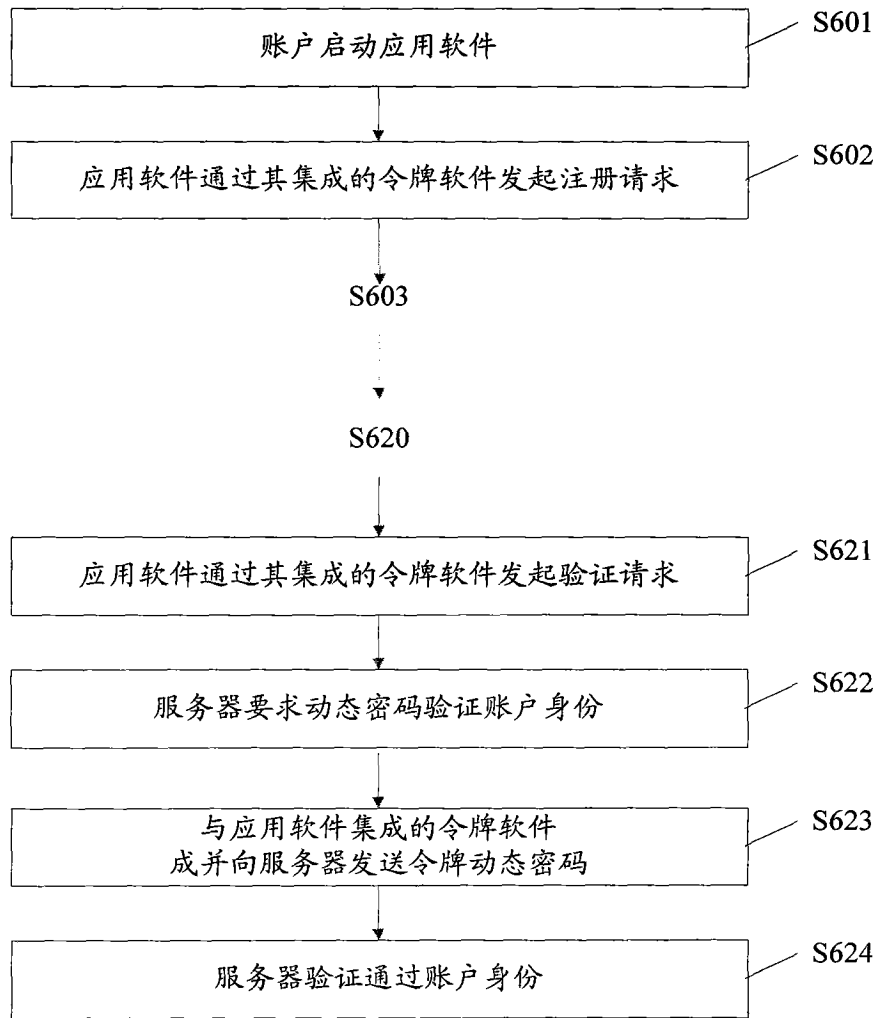 账户启动应用软件
S601
应用软件通过其集成的令牌软件发起注册请求
S602
S603
S620
应用软件通过其集成的令牌软件发起验证请求
S621
服务器要求动态密码验证账户身份
S622
与应用软件集成的令牌软件
成并向服务器发送令牌动态密码
S623
服务器验证通过账户身份
S624